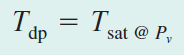 T_dp = T_sat @ P_v